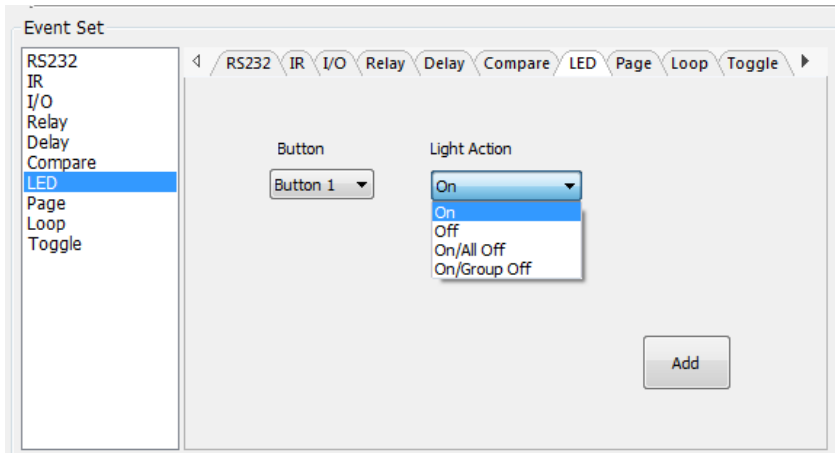 Event Set
RS232
IR
I/O
Relay
Delay
Compare
LED
Page
Loop
Toggle
RS232 IR I/O Relay Delay Compare LED Page Loop Toggle
Button Light Action
Button 1 On
On
Off
On/All Off
On/Group Off
Add